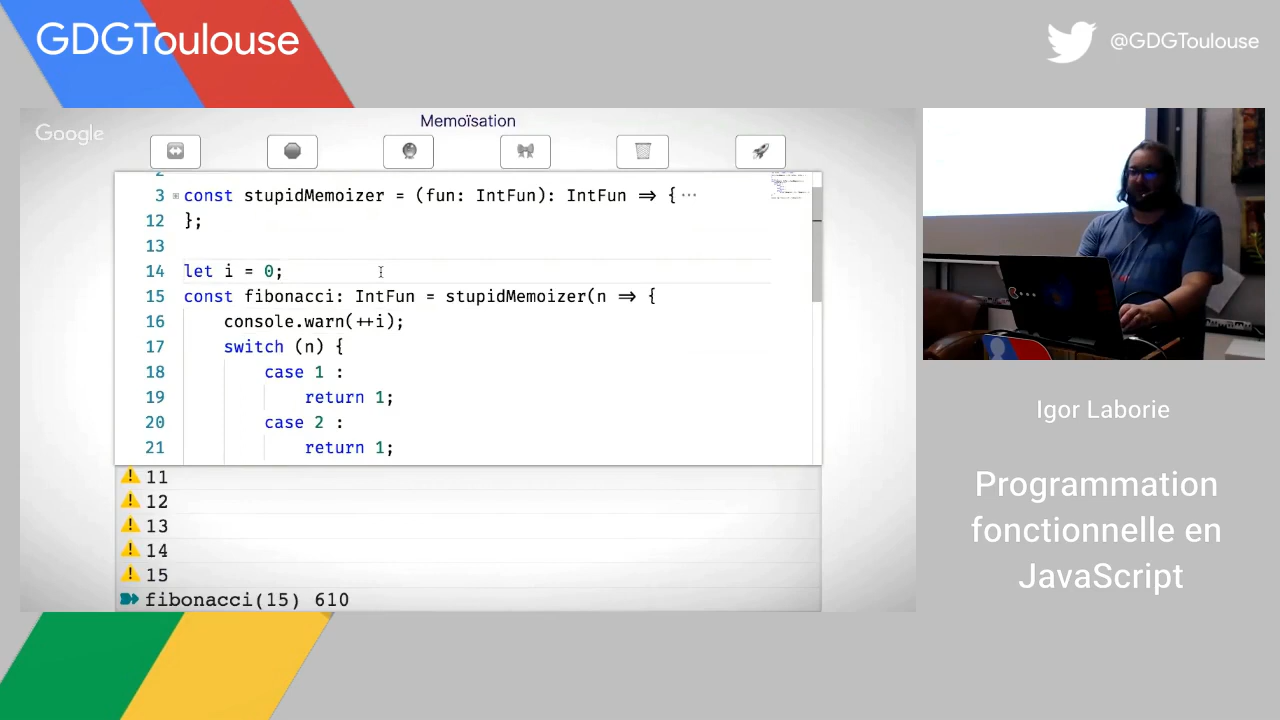 GDGToulouse
@GDGToulouse
Google
Memoïsation
3 const stupidMemoizer = (fun: IntFun): IntFun => {···
12 };
13
14 let i = 0;
15 const fibonacci: IntFun = stupidMemoizer(n => {
16 console.warn(++i);
17 switch (n) {
18 case 1 :
19 return 1;
20 case 2 :
21 return 1;
11
12
13
14
15
fibonacci(15) 610
Igor Laborie
Programmation
fonctionnelle en
JavaScript